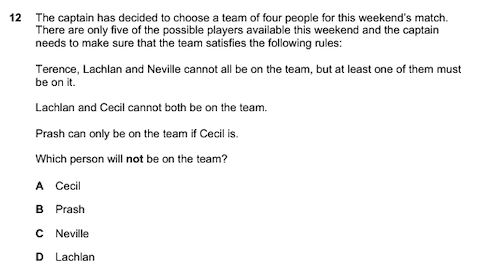 12 The captain has decided to choose a team of four people for this weekend's match.
There are only five of the possible players available this weekend and the captain
needs to make sure that the team satisfies the following rules:
Terence, Lachlan and Neville cannot all be on the team, but at least one of them must
be on it.
Lachlan and Cecil cannot both be on the team.
Prash can only be on the team if Cecil is.
Which person will not be on the team?
A Cecil
B Prash
C Neville
D Lachlan